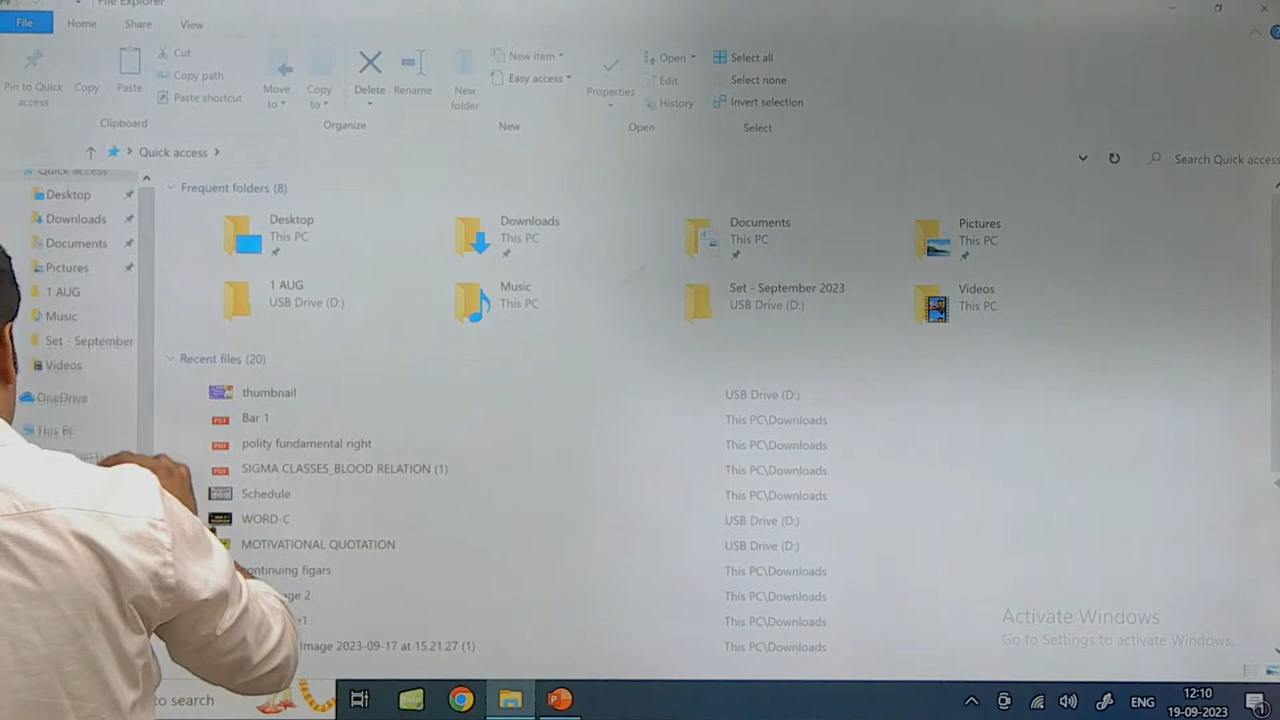 File Explorer
File Home Share View
Pin to Quick access
Copy
Paste
Cut
Copy path
Paste shortcut
Clipboard
Move to
Copy to
Delete
Rename
Organize
New folder
New item
Easy access
New
Properties
Open
Edit
History
Open
Select all
Select none
Invert selection
Select
Quick access
Search Quick access
Quick access
Desktop
Downloads
Documents
Pictures
1 AUG
Music
Set - September
Videos
OneDrive
This PC
Frequent folders (8)
Desktop
This PC
Downloads
This PC
Documents
This PC
Pictures
This PC
1 AUG
USB Drive (D:)
Music
This PC
Set - September 2023
USB Drive (D:)
Videos
This PC
Recent files (20)
thumbnail USB Drive (D:)
Bar 1 This PC\Downloads
polity fundamental right This PC\Downloads
SIGMA CLASSES_BLOOD RELATION (1) This PC\Downloads
Schedule This PC\Downloads
WORD-C USB Drive (D:)
MOTIVATIONAL QUOTATION USB Drive (D:)
continuing figars This PC\Downloads
2 This PC\Downloads
This PC\Downloads
Image 2023-09-17 at 15.21.27 (1) This PC\Downloads
Activate Windows
Go to Settings to activate Windows.
to search
ENG
12:10
19-09-2023